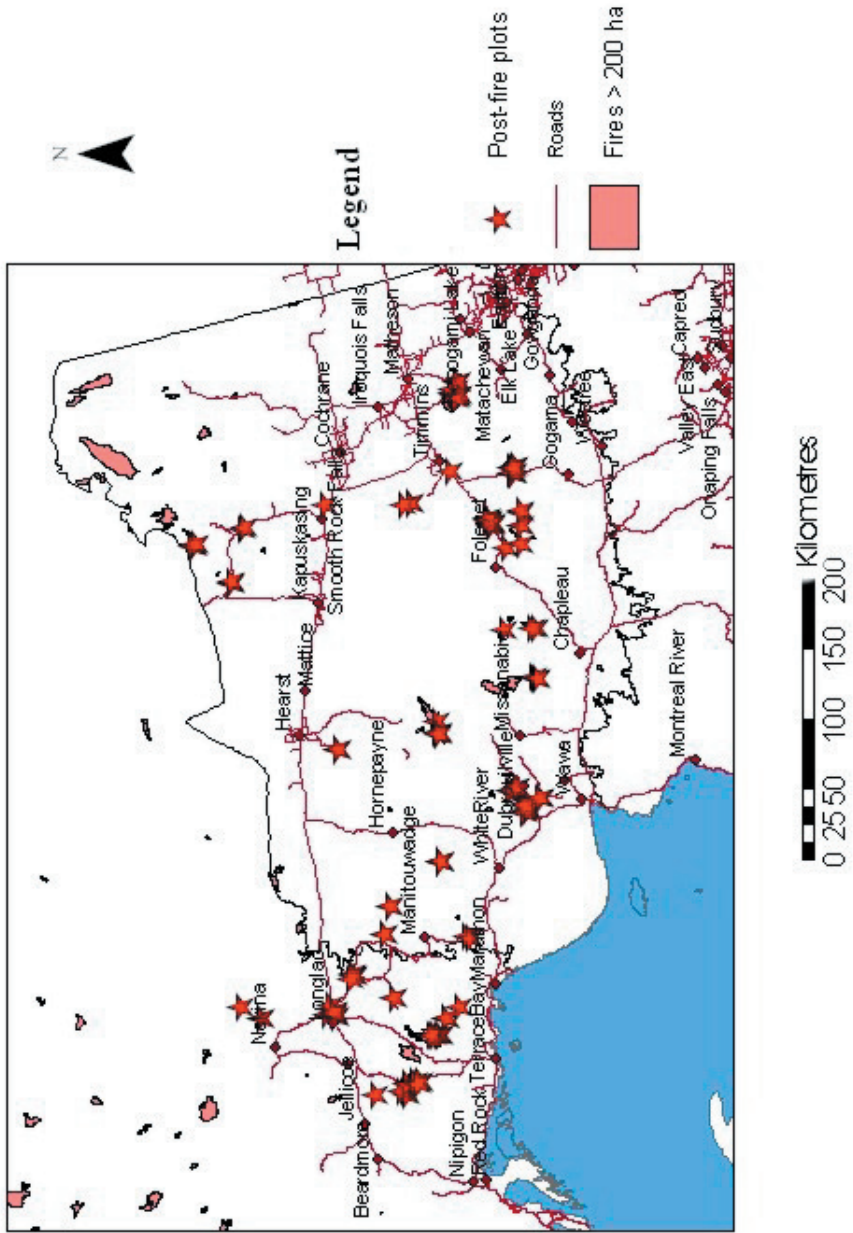 N
Legend
Post-fire plots
Roads
Fires > 200 ha
Kapuskasing
Smooth Rock Falls
Cochrane
Iroquois Falls
Matheson
Timmins
Hearst
Mattice
Hornepayne
Manitouwadge
Nakina
Longlac
Jellicoe
Beardmore
Nipigon
Red Rock
Terrace Bay
Marathon
White River
Dubreuilville
Missanabie
Wawa
Chapleau
Foleyet
Gogama
Matachewan
Elk Lake
Montreal River
Valley East
Capreol
Sudbury
Onaping Falls
0 25 50 100 150 200
Kilometres